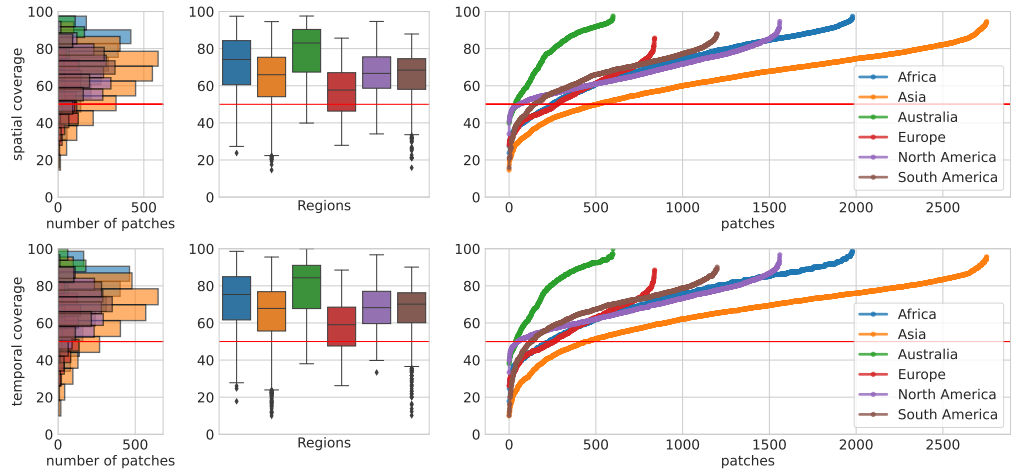 spatial coverage
100
80
60
40
20
0
0 500
number of patches
100
80
60
40
20
0
Regions
100
80
60
40
20
0
0 500 1000 1500 2000 2500
patches
Africa
Asia
Australia
Europe
North America
South America
temporal coverage
100
80
60
40
20
0
0 500
number of patches
100
80
60
40
20
0
Regions
100
80
60
40
20
0
0 500 1000 1500 2000 2500
patches
Africa
Asia
Australia
Europe
North America
South America